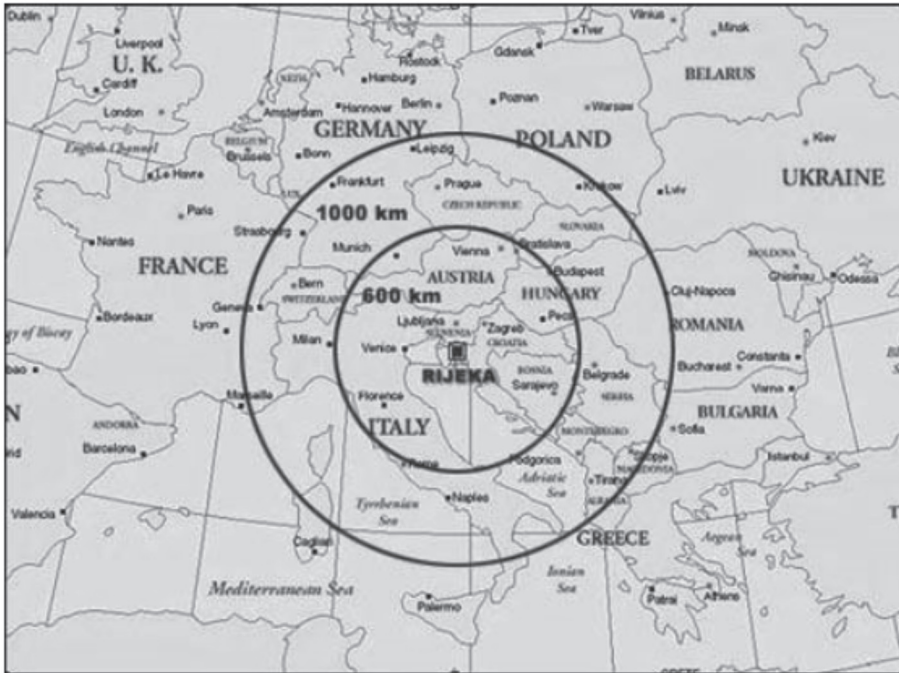 Dublin
Liverpool
U. K.
Cardiff
London
English Channel
Le Havre
Paris
Nantes
FRANCE
Bordeaux
Lyon
Geneva
Strasbourg
Marseille
ANDORRA
Barcelona
Valencia
NETH.
Amsterdam
BELGIUM
Brussels
LUX.
Rostock
Hamburg
Hannover
Berlin
GERMANY
Bonn
Leipzig
Frankfurt
1000 km
Munich
Bern
SWITZERLAND
600 km
Milan
Venice
Florence
ITALY
Rome
Naples
Tyrrhenian
Sea
Cagliari
Mediterranean Sea
Palermo
Gdansk
Tver
Vilnius
Minsk
BELARUS
Poznan
Warsaw
POLAND
Kiev
UKRAINE
Krakow
Lviv
Prague
CZECH REPUBLIC
SLOVAKIA
Vienna
Bratislava
AUSTRIA
Budapest
HUNGARY
Pecs
Ljubljana
SLOVENIA
Zagreb
CROATIA
RIJEKA
BOSNIA
Sarajevo
Belgrade
SERBIA
MONTENEGRO
Podgorica
Adriatic
Sea
Skopje
MACEDONIA
Tirana
ALBANIA
GREECE
Ionian
Sea
MOLDOVA
Chisinau
Odessa
Cluj-Napoca
ROMANIA
Bucharest
Constanta
Varna
BULGARIA
Sofia
Istanbul
Aegean
Sea
Patrai
Athens